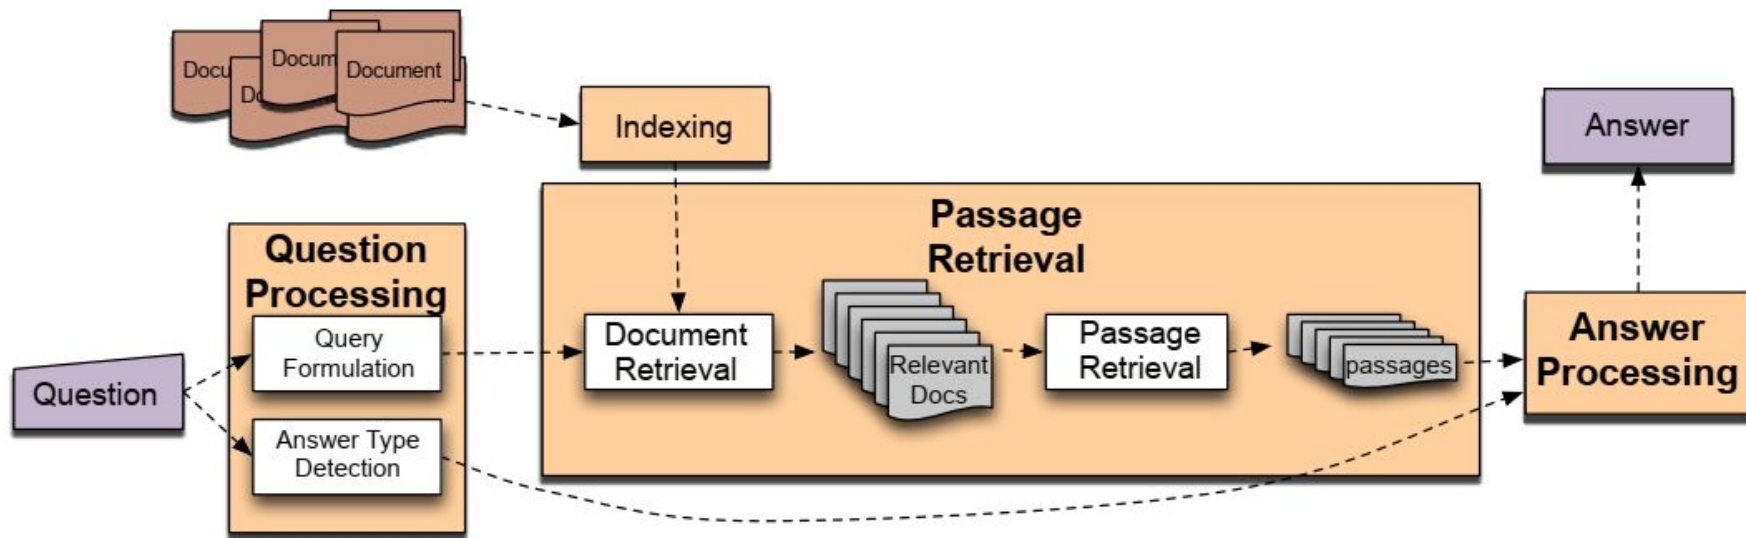 Document
Indexing
Answer
Passage
Retrieval
Question
Processing
Query
Formulation
Document
Retrieval
Relevant
Docs
Passage
Retrieval
passages
Answer
Processing
Question
Answer Type
Detection